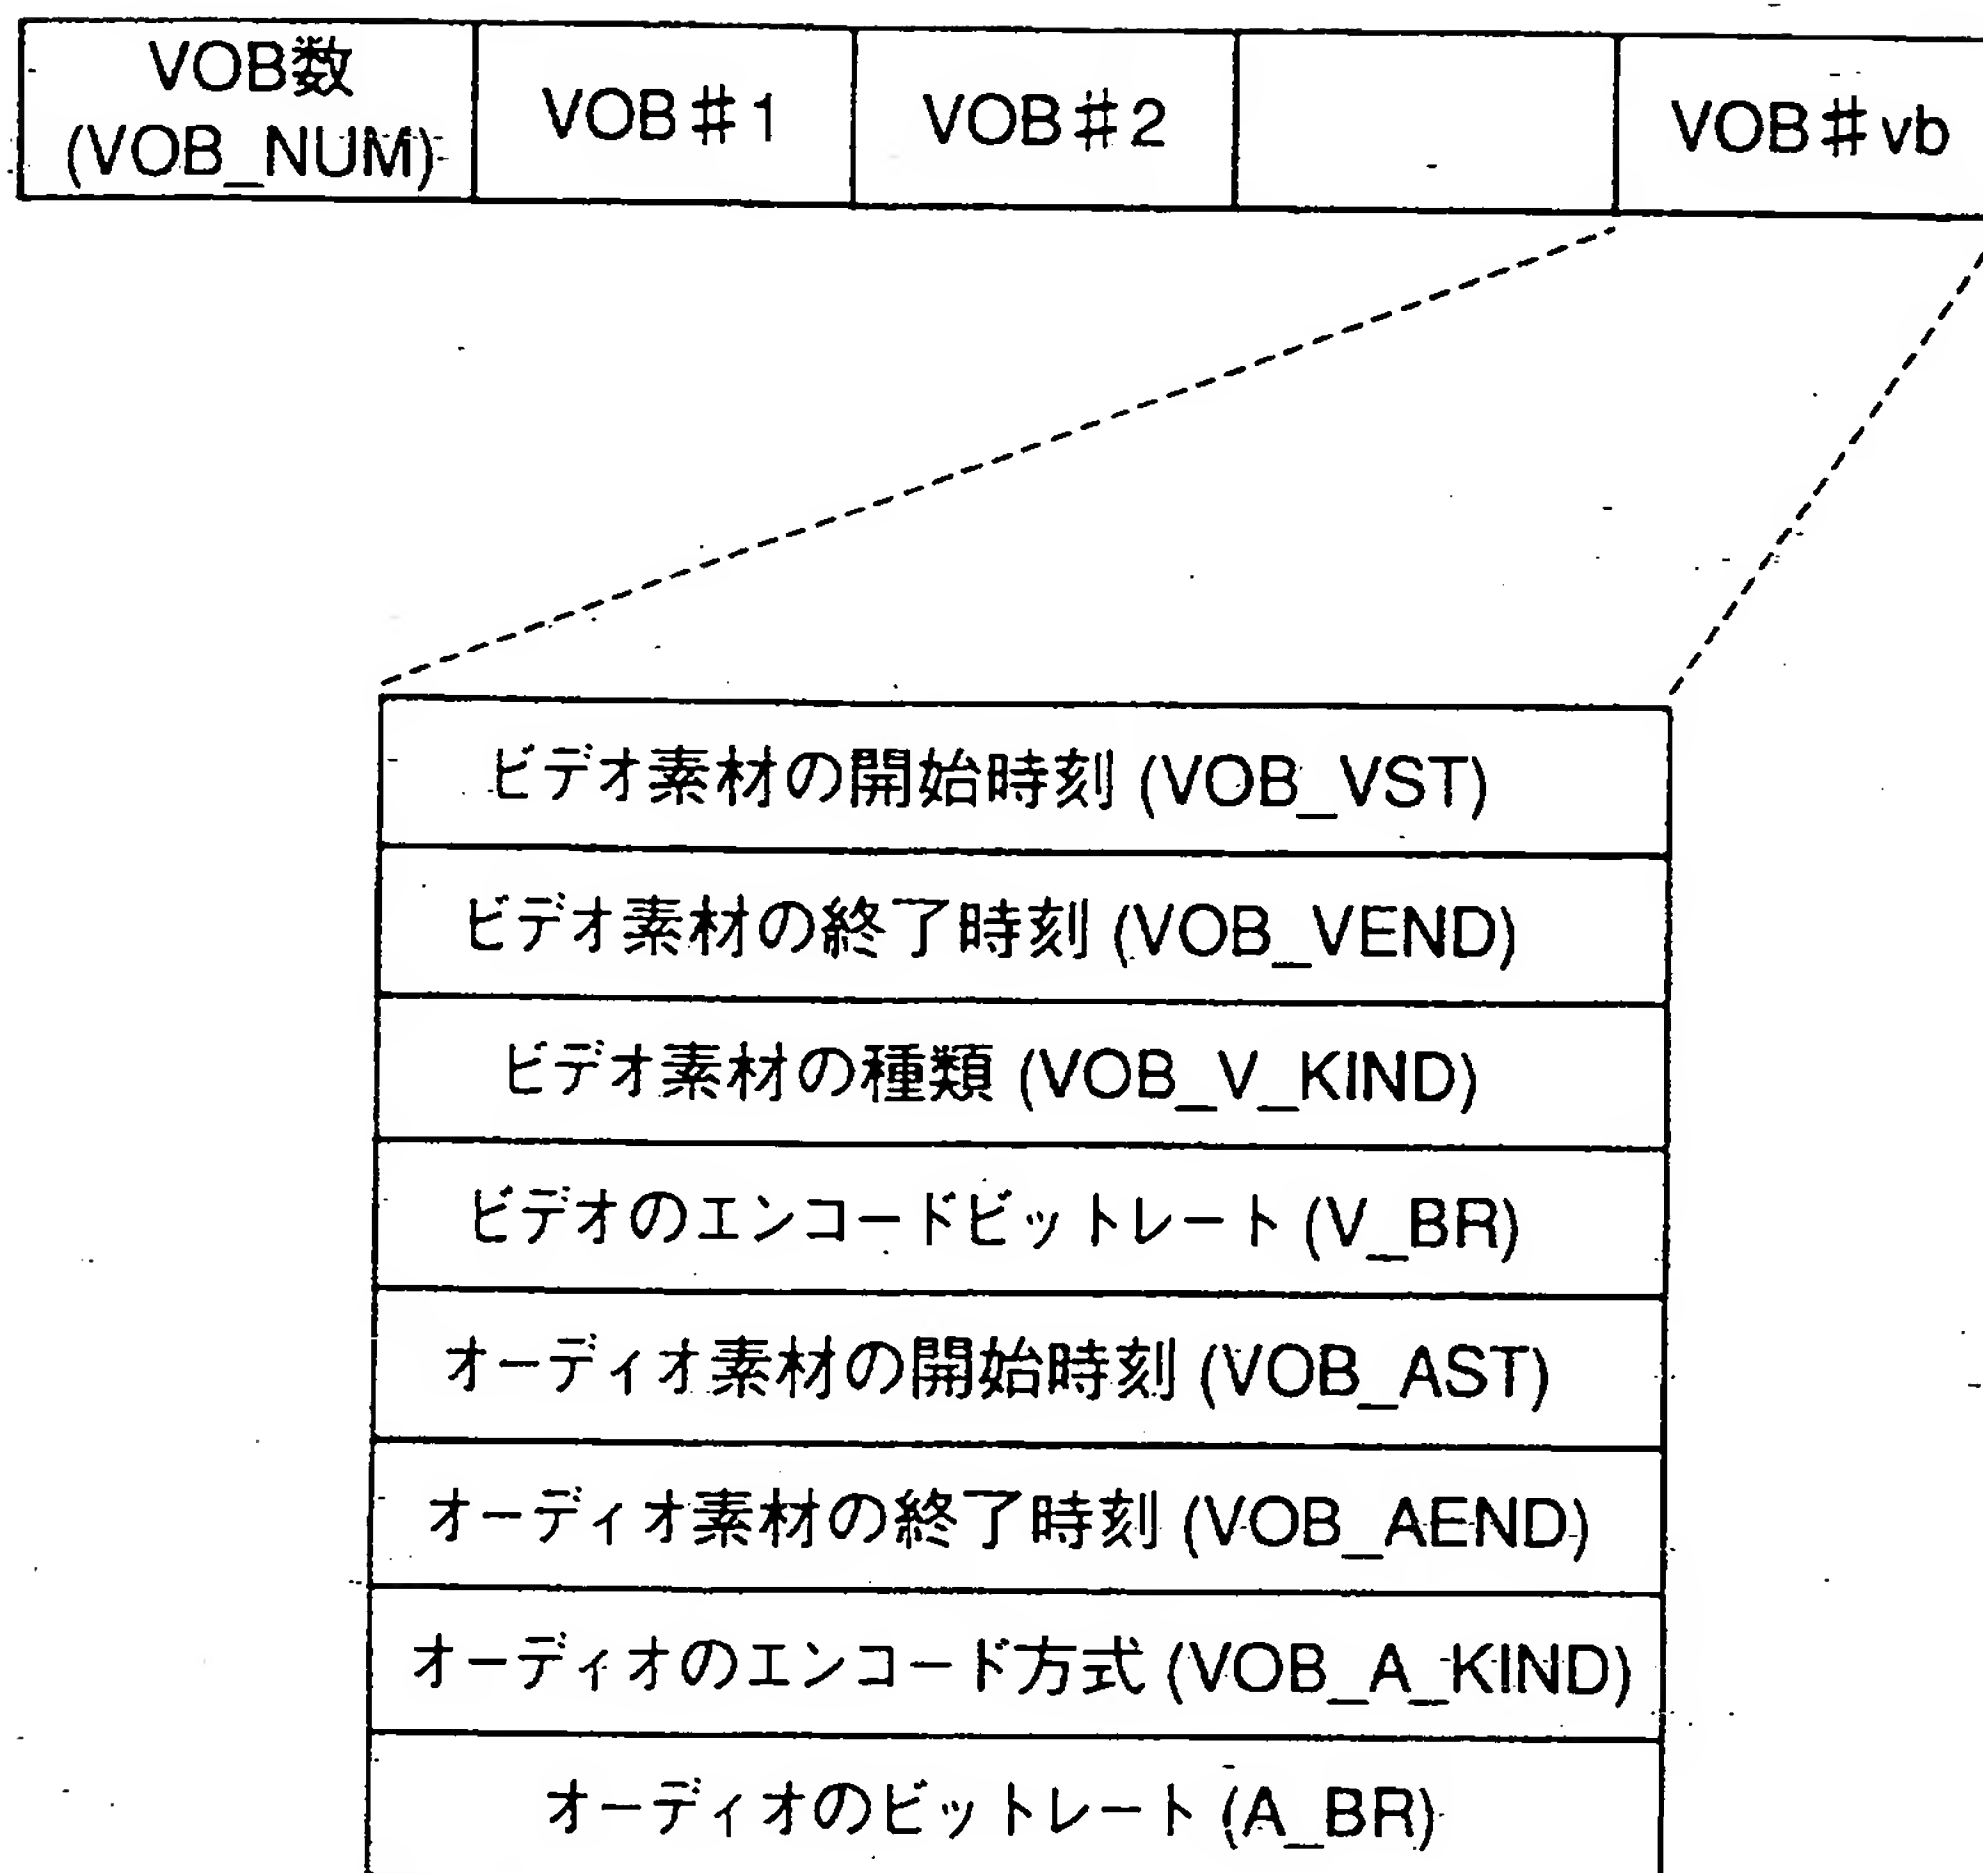 VOB数
(VOB_NUM)
VOB#1
VOB#2
VOB#vb
ビデオ素材の開始時刻 (VOB_VST)
ビデオ素材の終了時刻 (VOB_VEND)
ビデオ素材の種類 (VOB_V_KIND)
ビデオのエンコードビットレート (V_BR)
オーディオ素材の開始時刻 (VOB_AST)
オーディオ素材の終了時刻 (VOB_AEND)
オーディオのエンコード方式 (VOB_A_KIND)
オーディオのビットレート (A_BR)